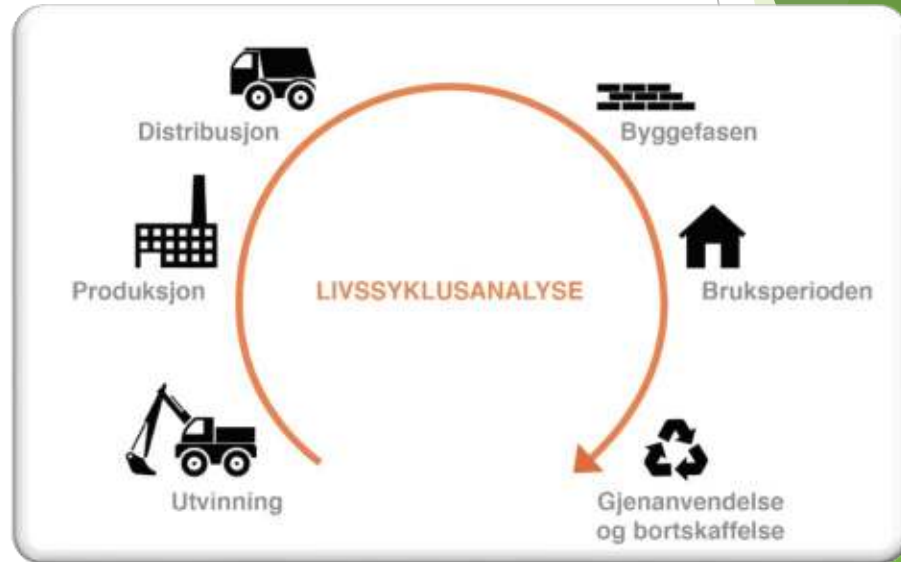 Distribusjon
Byggefasen
Produksjon
LIVSSYKLUSANALYSE
Bruksperioden
Utvinning
Gjenanvendelse
og bortskaffelse